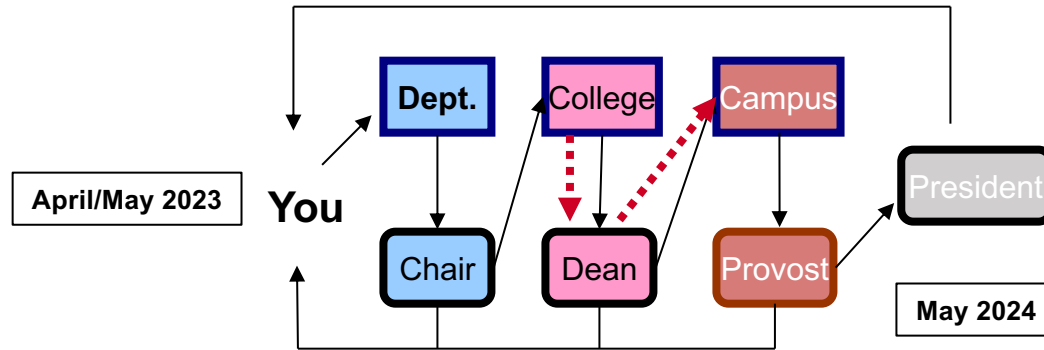 Dept.
College
Campus
April/May 2023
You
President
Chair
Dean
Provost
May 2024